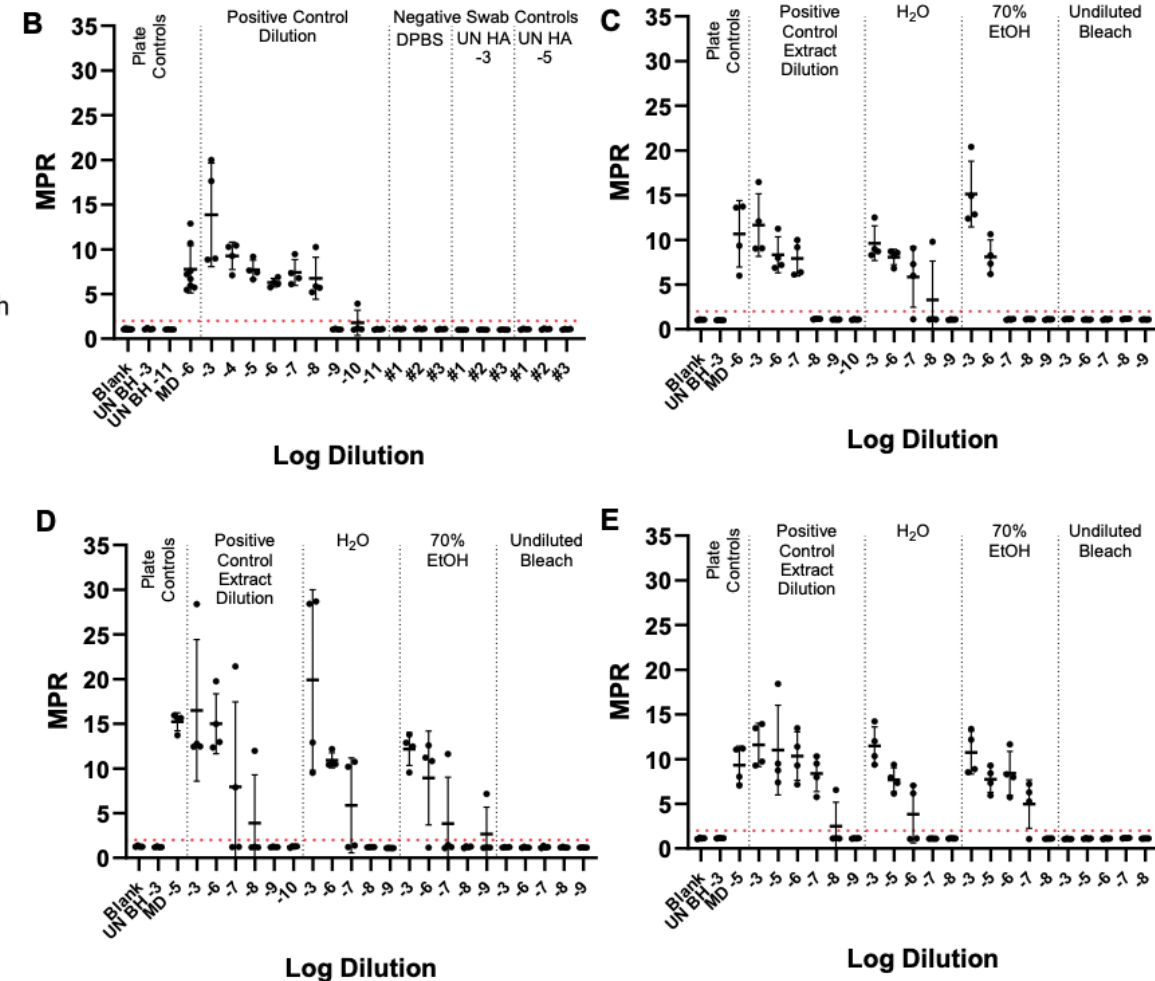 B
Plate
Controls
Positive Control
Dilution
Negative Swab Controls
DPBS
UN HA
-3
UN HA
-5
MPR
35
30
25
20
15
10
5
0
Blank
UN BH -3
UN BH -11
MD -6
-3
-4
-5
-6
-7
-8
-9
-10
-11
#1
#2
#3
#1
#2
#3
#1
#2
#3
Log Dilution
h
C
Plate
Controls
Positive
Control
Extract
Dilution
H₂O
70%
EtOH
Undiluted
Bleach
MPR
35
30
25
20
15
10
5
0
Blank
UN BH -3
MD -6
-3
-6
-7
-8
-9
-10
-3
-6
-7
-8
-9
-3
-6
-7
-8
-9
-3
-6
-7
-8
-9
Log Dilution
D
Plate
Controls
Positive
Control
Extract
Dilution
H₂O
70%
EtOH
Undiluted
Bleach
MPR
35
30
25
20
15
10
5
0
Blank
UN BH -3
MD -5
-3
-6
-7
-8
-9
-10
-3
-6
-7
-8
-9
-3
-6
-7
-8
-9
-3
-6
-7
-8
-9
Log Dilution
E
Plate
Controls
Positive
Control
Extract
Dilution
H₂O
70%
EtOH
Undiluted
Bleach
MPR
35
30
25
20
15
10
5
0
Blank
UN BH -3
MD -5
-3
-5
-6
-7
-8
-9
-3
-5
-6
-7
-8
-3
-5
-6
-7
-8
-3
-5
-6
-7
-8
Log Dilution